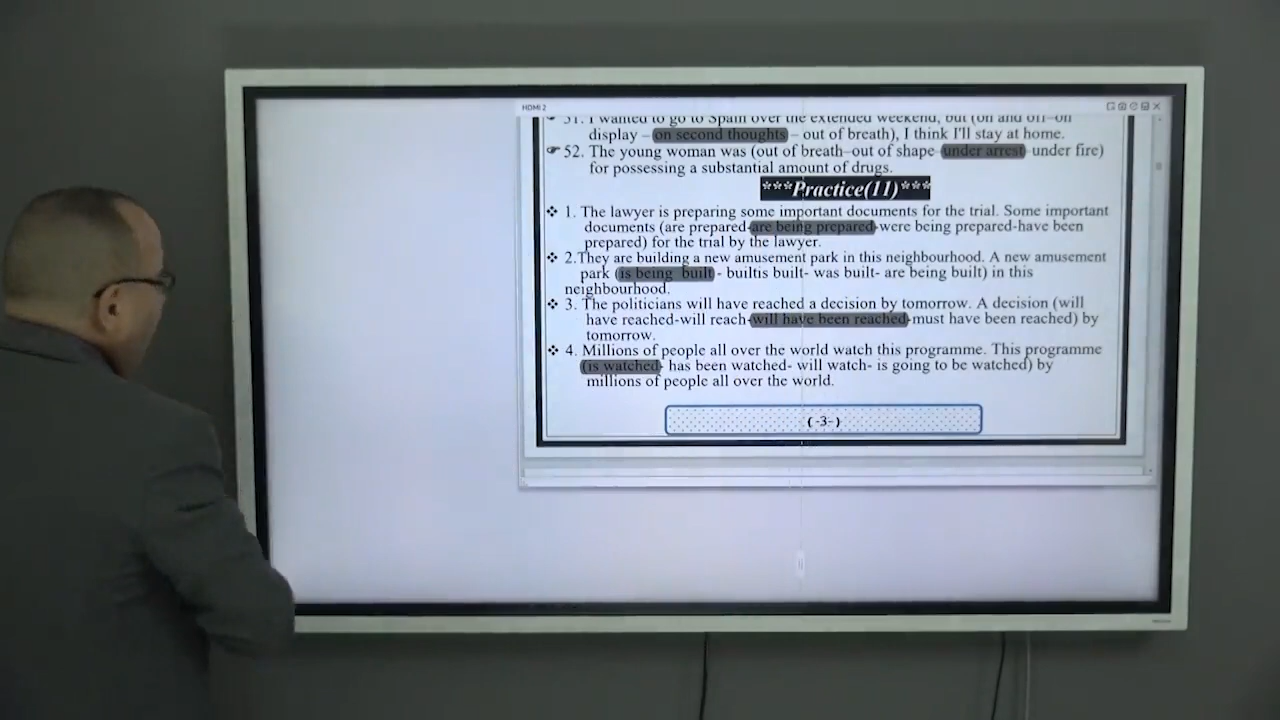 HDMI 2
51. I wanted to go to Spain over the extended weekend, but (on and off–on
display – on second thoughts – out of breath), I think I'll stay at home.
52. The young woman was (out of breath–out of shape–under arrest–under fire)
for possessing a substantial amount of drugs.
***Practice(11)***
1. The lawyer is preparing some important documents for the trial. Some important
documents (are prepared-are being prepared-were being prepared-have been
prepared) for the trial by the lawyer.
2.They are building a new amusement park in this neighbourhood. A new amusement
park (is being built - builtis built- was built- are being built) in this
neighbourhood.
3. The politicians will have reached a decision by tomorrow. A decision (will
have reached-will reach-will have been reached-must have been reached) by
tomorrow.
4. Millions of people all over the world watch this programme. This programme
(is watched- has been watched- will watch- is going to be watched) by
millions of people all over the world.
( -3- )